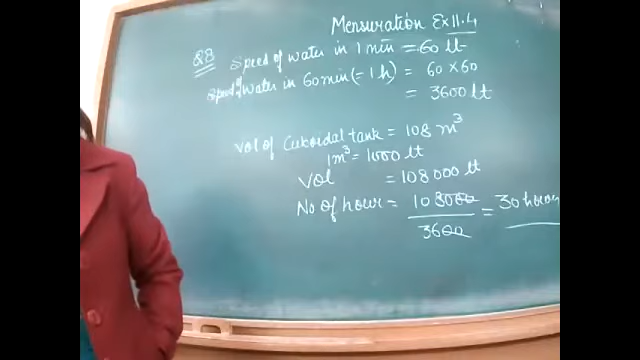 Mensuration Ex 11.4
Q8 Speed of water in 1 min = 60 lt
Speed of water in 60 min (= 1 h) = 60 × 60
= 3600 lt
Vol of Cuboidal tank = 108 m³
1m³ = 1000 lt
Vol = 108000 lt
No of hour = 108000 / 3600 = 30 hours